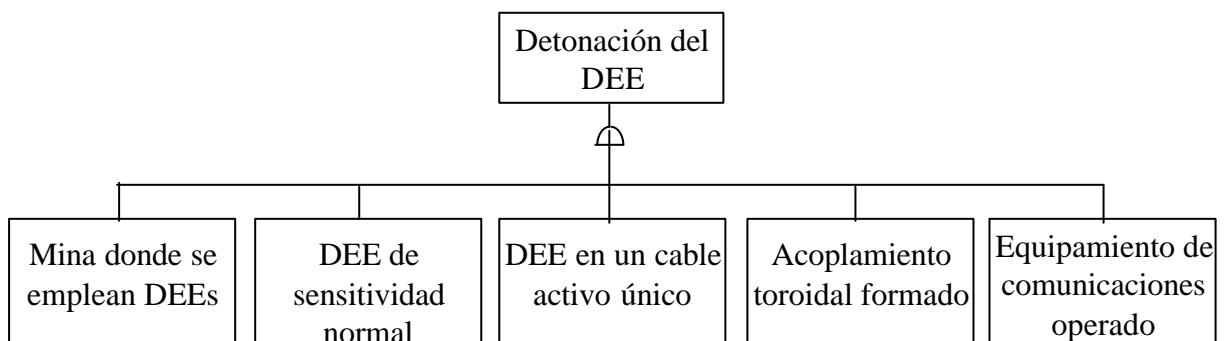 Detonación del
DEE
Mina donde se
emplean DEEs
DEE de
sensitividad
normal
DEE en un cable
activo único
Acoplamiento
toroidal formado
Equipamiento de
comunicaciones
operado